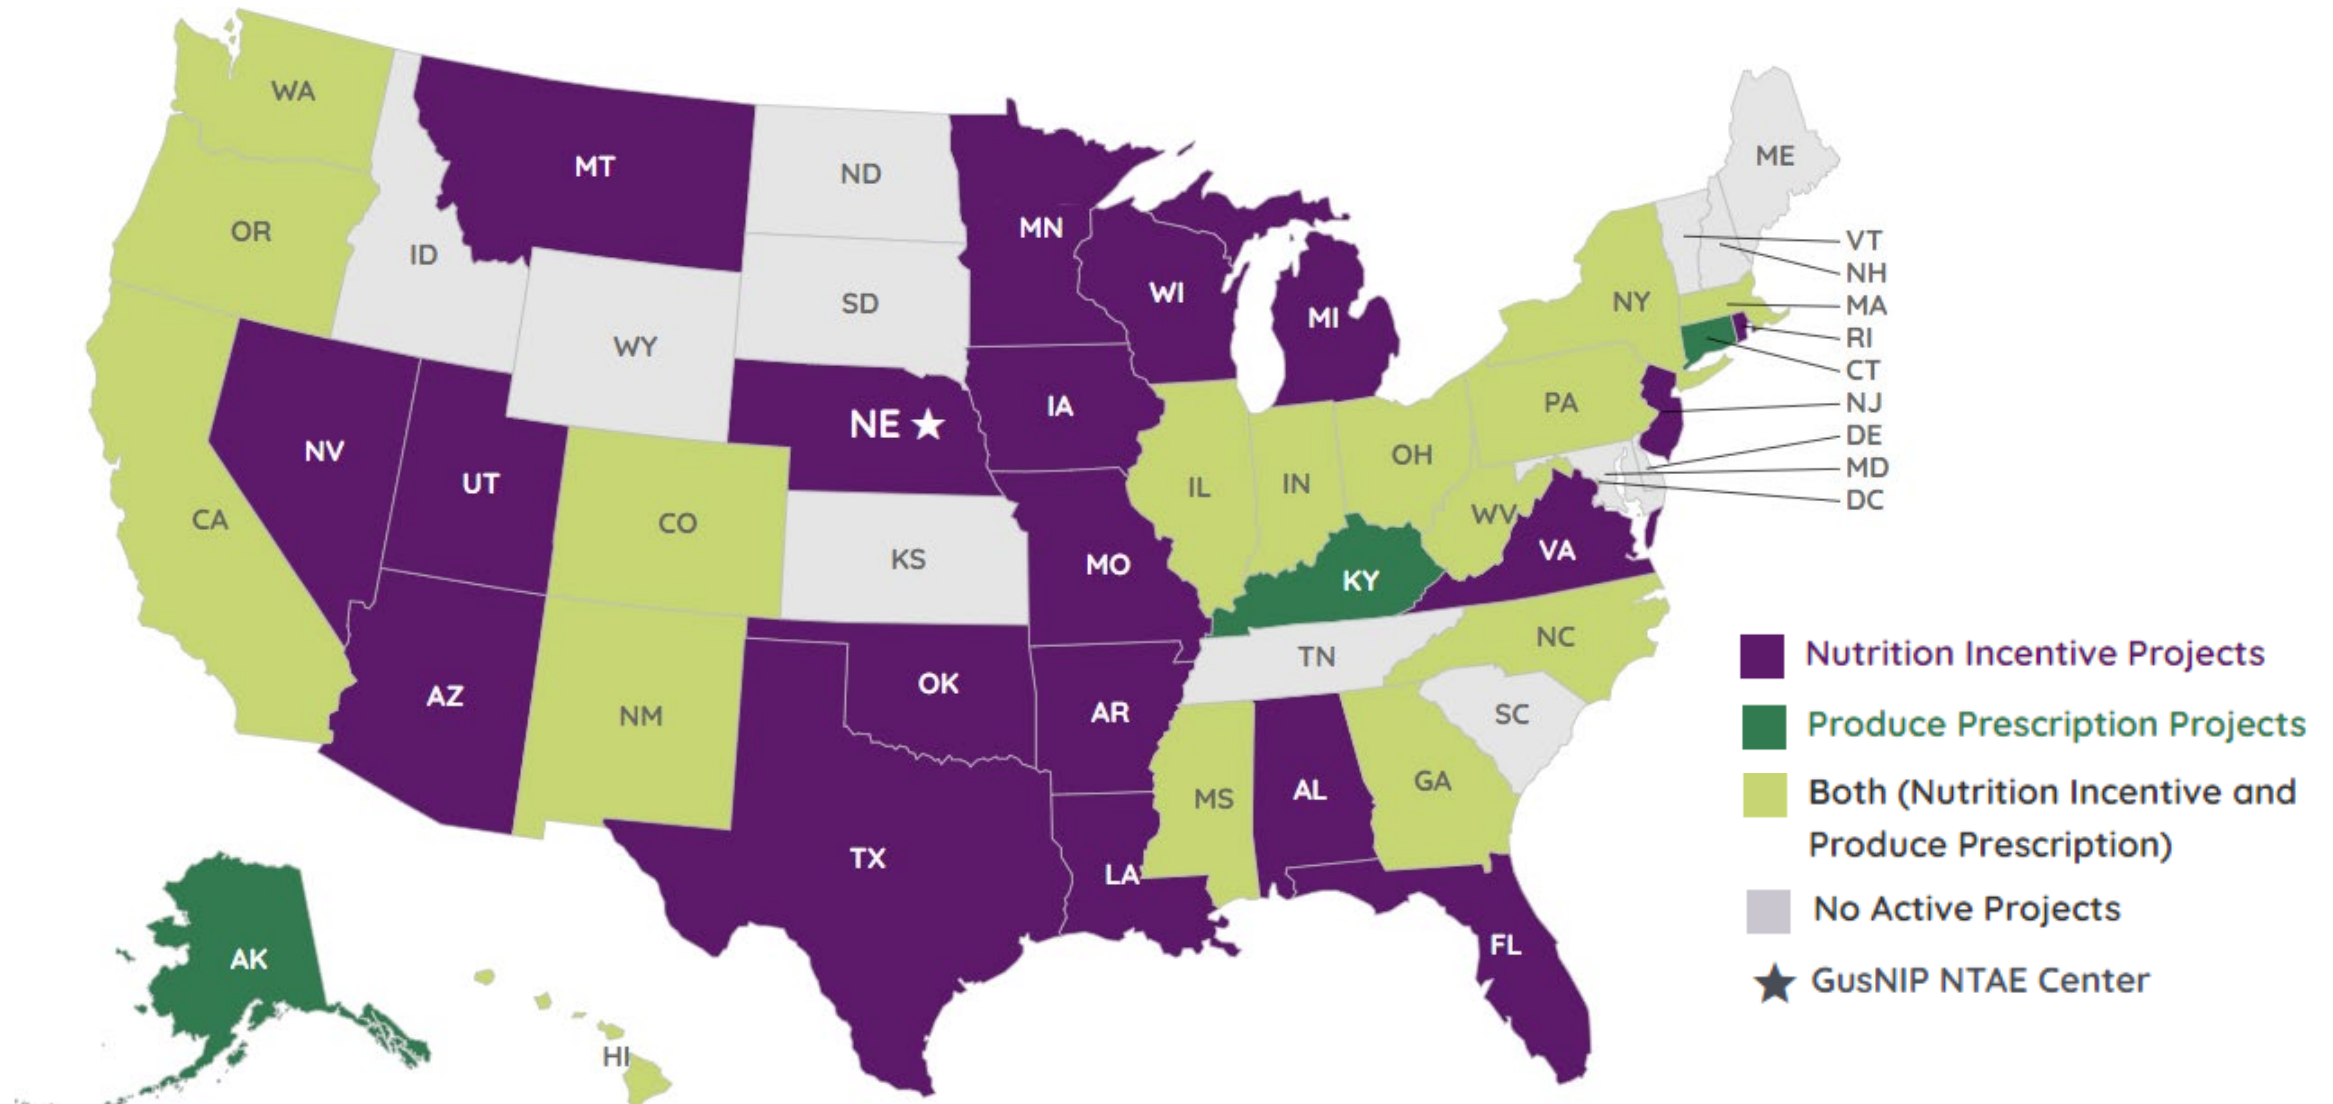 WA
MT
ND
MN
OR
ID
SD
WI
MI
WY
NY
ME
VT
NH
MA
RI
CT
NJ
DE
MD
DC
NE
IA
PA
NV
UT
CO
IL
IN
OH
CA
KS
MO
KY
WV
VA
AZ
NM
OK
AR
TN
NC
SC
TX
LA
MS
AL
GA
FL
AK
HI
Nutrition Incentive Projects
Produce Prescription Projects
Both (Nutrition Incentive and
Produce Prescription)
No Active Projects
GusNIP NTAE Center